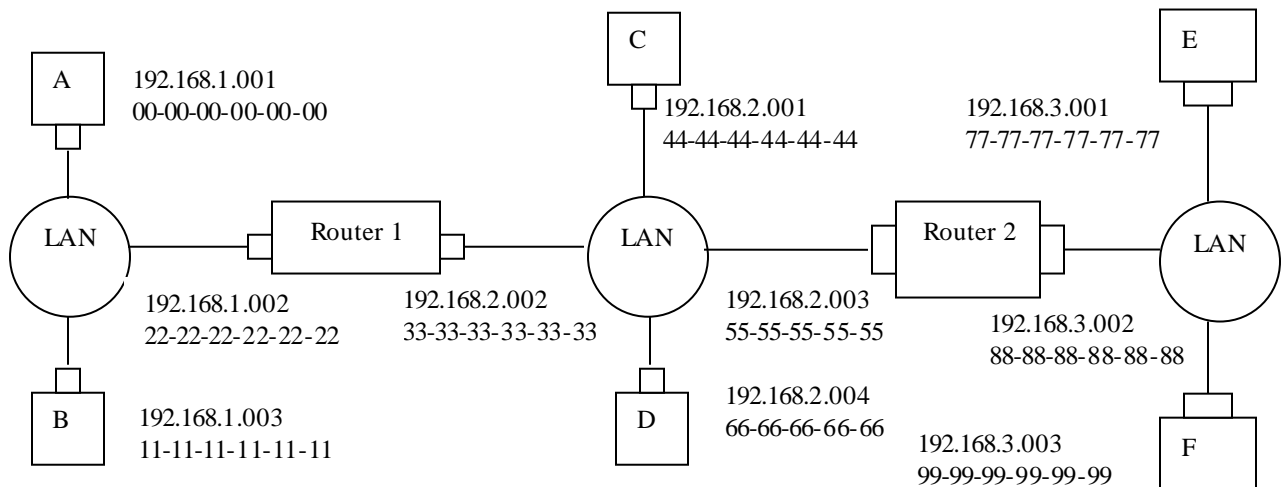 C
E
A
192.168.1.001
00-00-00-00-00-00
192.168.2.001
44-44-44-44-44-44
192.168.3.001
77-77-77-77-77-77
LAN
Router 1
LAN
Router 2
LAN
192.168.1.002
22-22-22-22-22-22
192.168.2.002
33-33-33-33-33-33
192.168.2.003
55-55-55-55-55
192.168.3.002
88-88-88-88-88-88
B
192.168.1.003
11-11-11-11-11-11
D
192.168.2.004
66-66-66-66-66
192.168.3.003
99-99-99-99-99-99
F